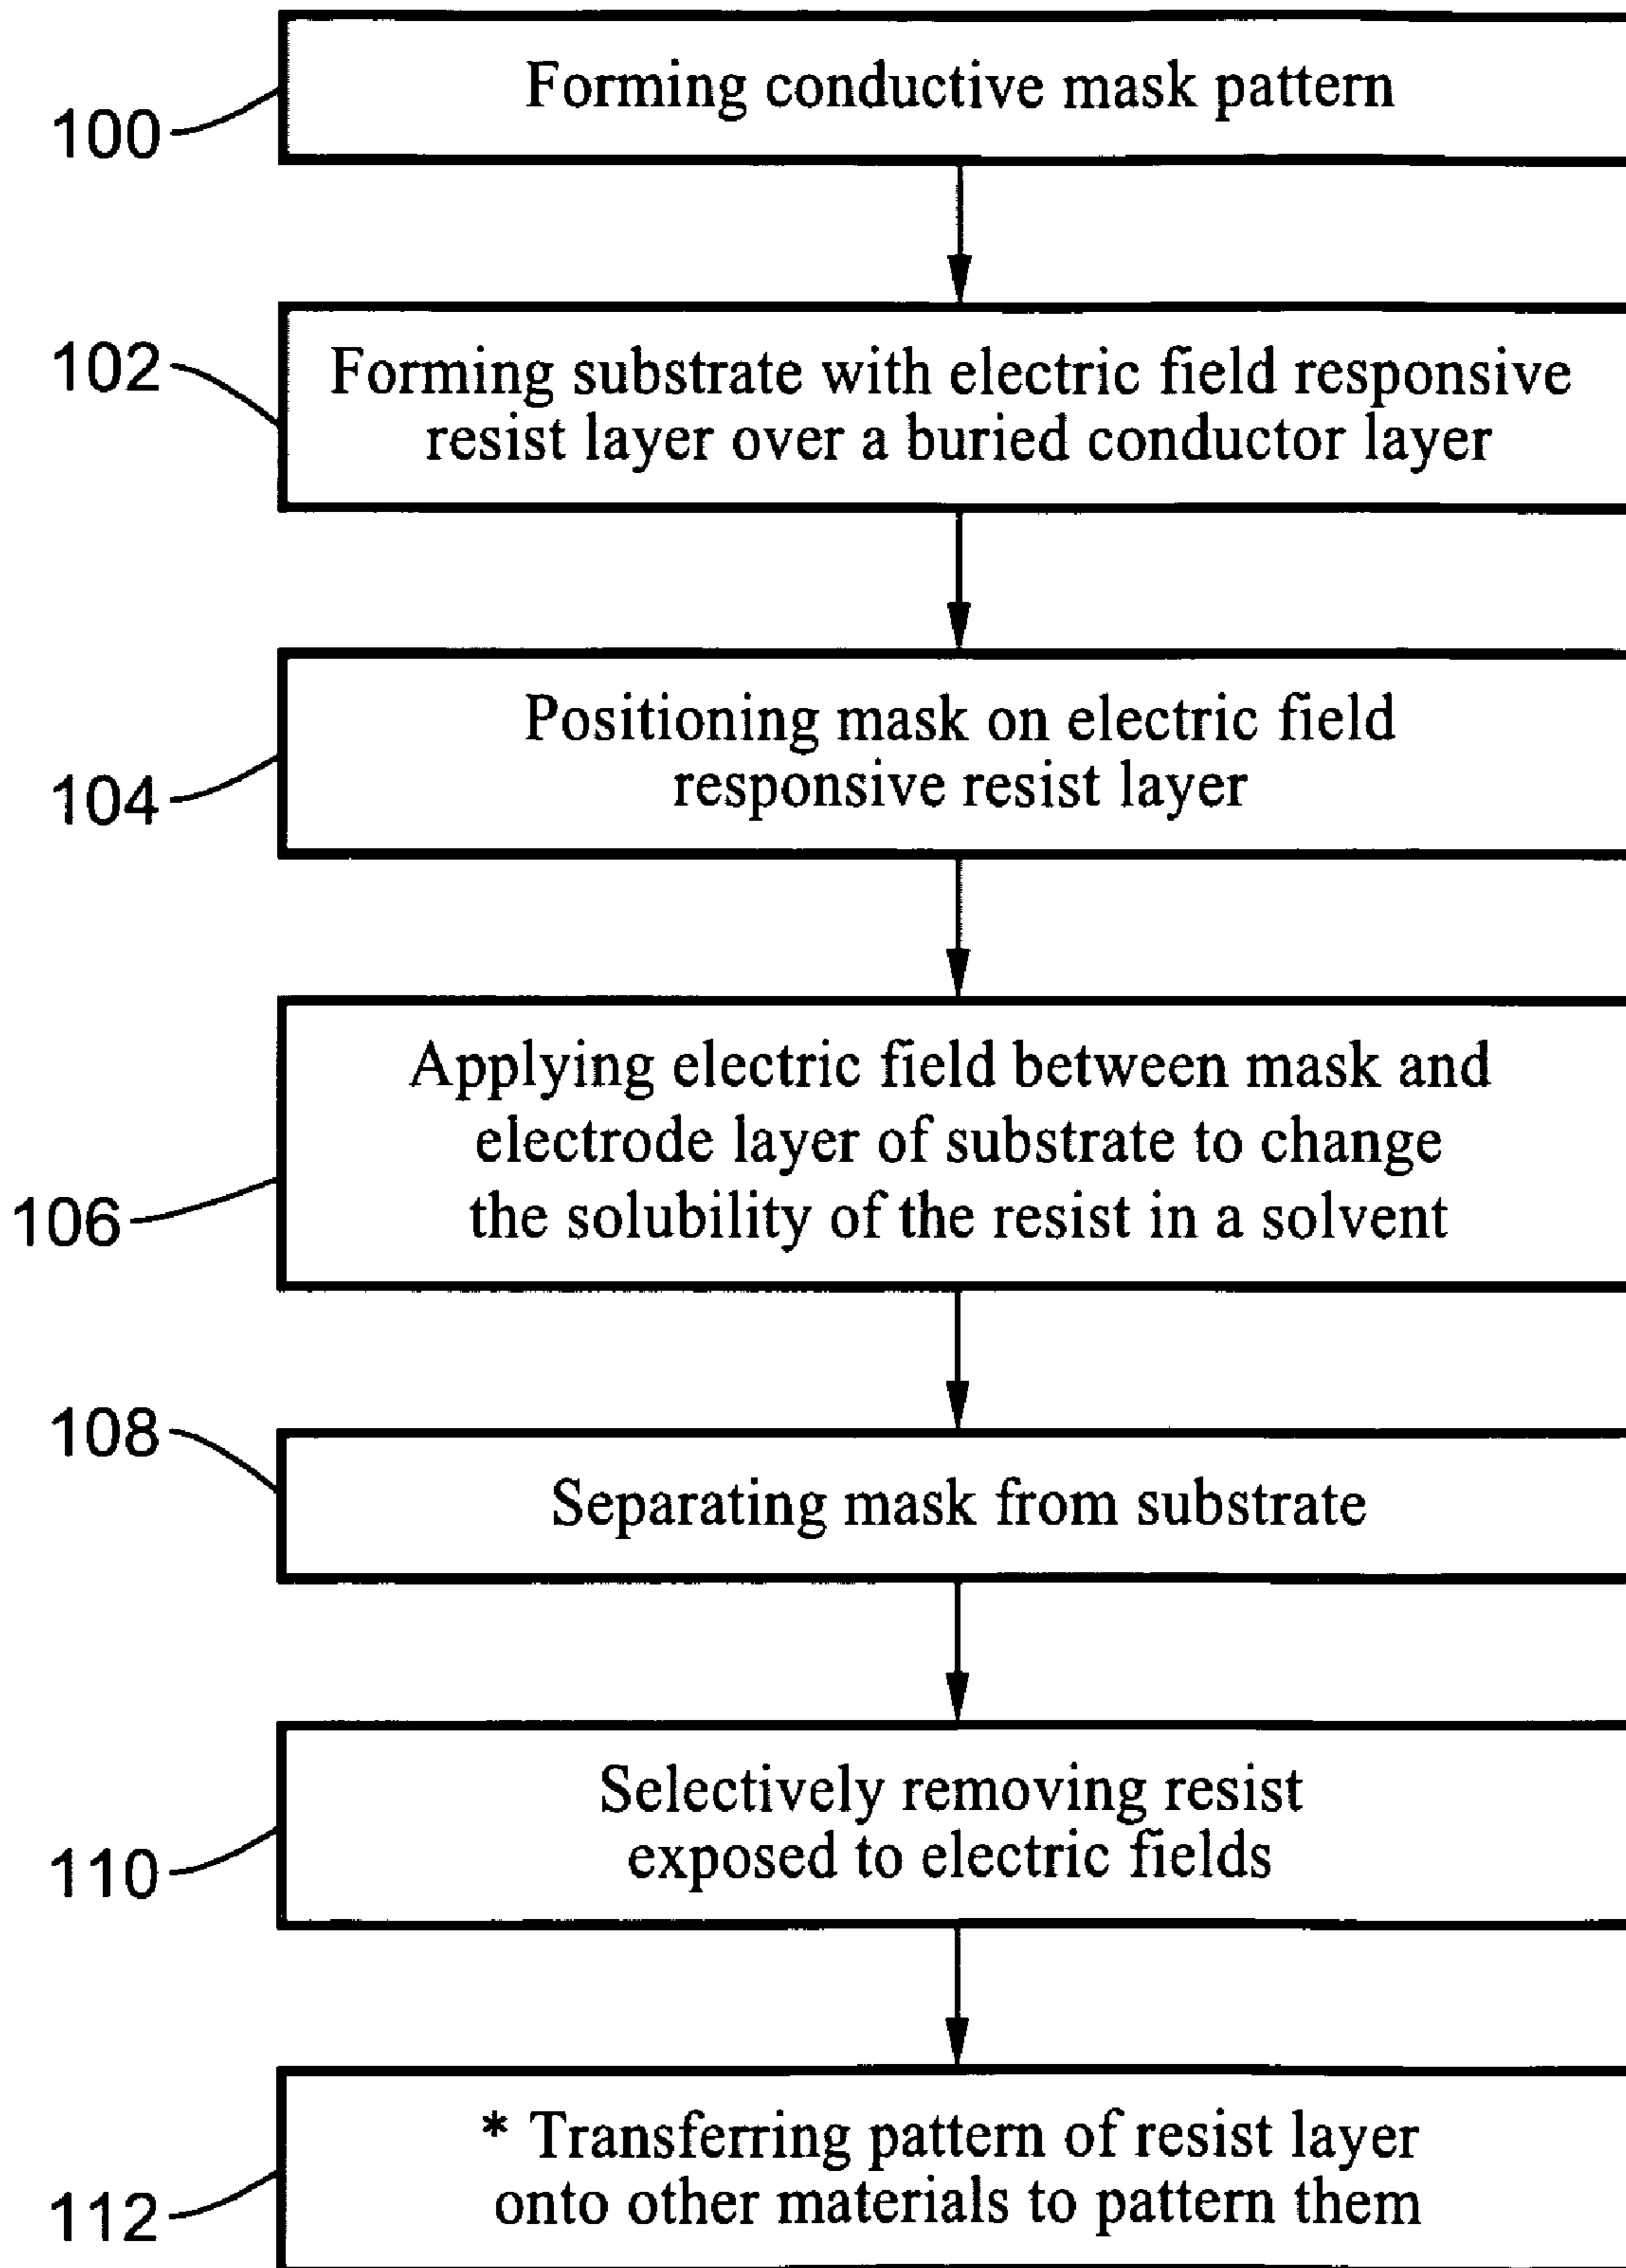 100
Forming conductive mask pattern
102
Forming substrate with electric field responsive
resist layer over a buried conductor layer
104
Positioning mask on electric field
responsive resist layer
106
Applying electric field between mask and
electrode layer of substrate to change
the solubility of the resist in a solvent
108
Separating mask from substrate
110
Selectively removing resist
exposed to electric fields
112
* Transferring pattern of resist layer
onto other materials to pattern them